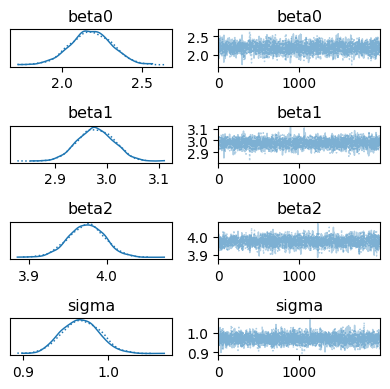 beta0 beta0
2.5
2.0
2.0 2.5 0 1000
beta1 beta1
3.1
3.0
2.9
2.9 3.0 3.1 0 1000
beta2 beta2
4.0
3.9
3.9 4.0 0 1000
sigma sigma
1.0
0.9
0.9 1.0 0 1000